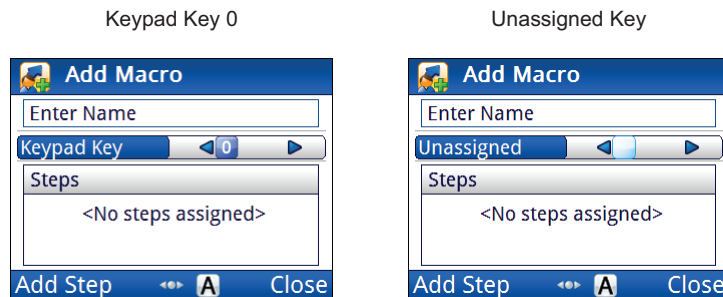 Keypad Key 0
Add Macro
Enter Name
Keypad Key 0
Steps
<No steps assigned>
Add Step A Close
Unassigned Key
Add Macro
Enter Name
Unassigned
Steps
<No steps assigned>
Add Step A Close